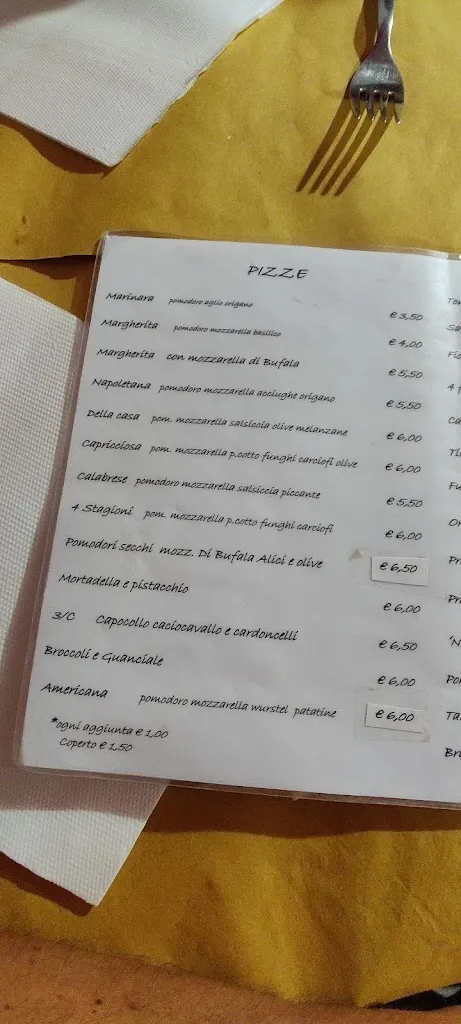 PIZZE
Marinara pomodoro aglio origano € 3,50
Margherita pomodoro mozzarella basilico € 4,00
Margherita con mozzarella di Bufala € 5,50
Napoletana pomodoro mozzarella acciughe origano € 5,50
Della casa pom. mozzarella salsiccia olive melanzane € 6,00
Capricciosa pom. mozzarella p.cotto funghi carciofi olive € 6,00
Calabrese pomodoro mozzarella salsiccia piccante € 5,50
4 Stagioni pom. mozzarella p.cotto funghi carciofi € 6,00
Pomodori secchi mozz. Di Bufala Alici e olive € 6,50
Mortadella e pistacchio € 6,00
3/C Capocollo caciocavallo e cardoncelli € 6,50
Broccoli e Guanciale € 6,00
Americana pomodoro mozzarella wurstel patatine € 6,00
*ogni aggiunta € 1,00
Coperto € 1,50